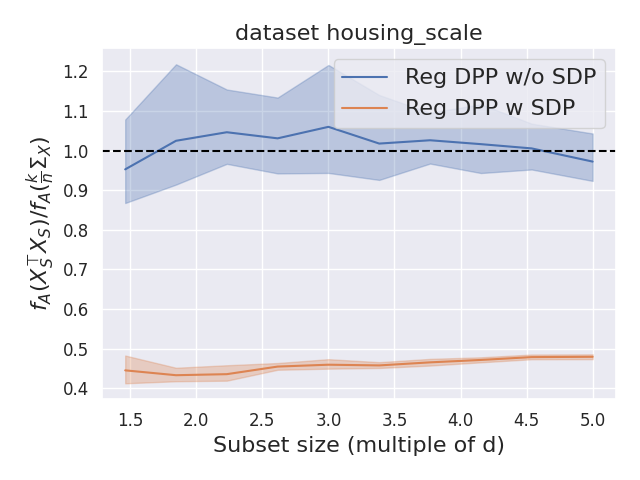 dataset housing_scale
Reg DPP w/o SDP
Reg DPP w SDP
1.2
1.1
1.0
0.9
0.8
0.7
0.6
0.5
0.4
f_A(X_S^⊤X_S)/f_A(\frac{k}{n}Σ_X)
1.5 2.0 2.5 3.0 3.5 4.0 4.5 5.0
Subset size (multiple of d)